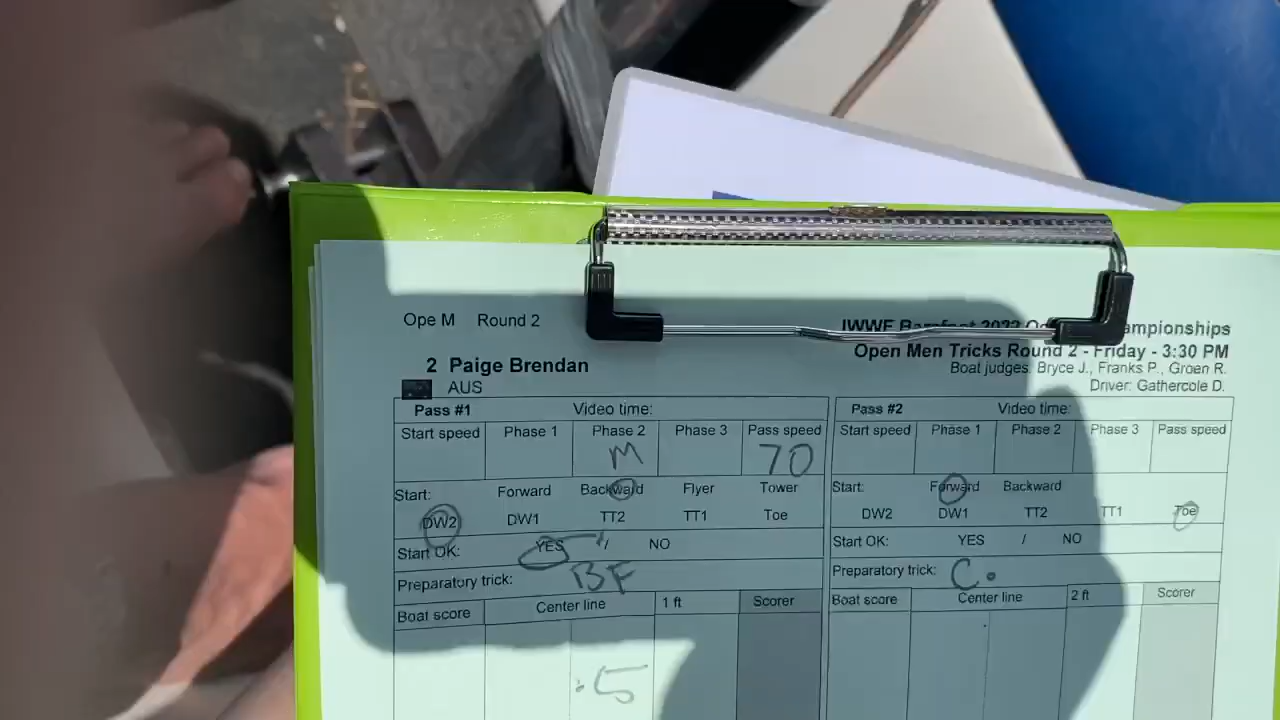 Ope M Round 2
IWWF Barefoot 2022 ampionships
Open Men Tricks Round 2 - Friday - 3:30 PM
2 Paige Brendan
Boat judges: Bryce J., Franks P., Groen R.
AUS
Driver: Gathercole D.
Pass #1 Video time:
Start speed Phase 1 Phase 2 Phase 3 Pass speed
M 70
Start: Forward Backward Flyer Tower
DW2 DW1 TT2 TT1 Toe
Start OK: YES / NO
Preparatory trick: BF
Boat score Center line 1 ft Scorer
:5
Pass #2 Video time:
Start speed Phase 1 Phase 2 Phase 3 Pass speed
Start: Forward Backward
DW2 DW1 TT2 TT1 Toe
Start OK: YES / NO
Preparatory trick: C.
Boat score Center line 2 ft Scorer